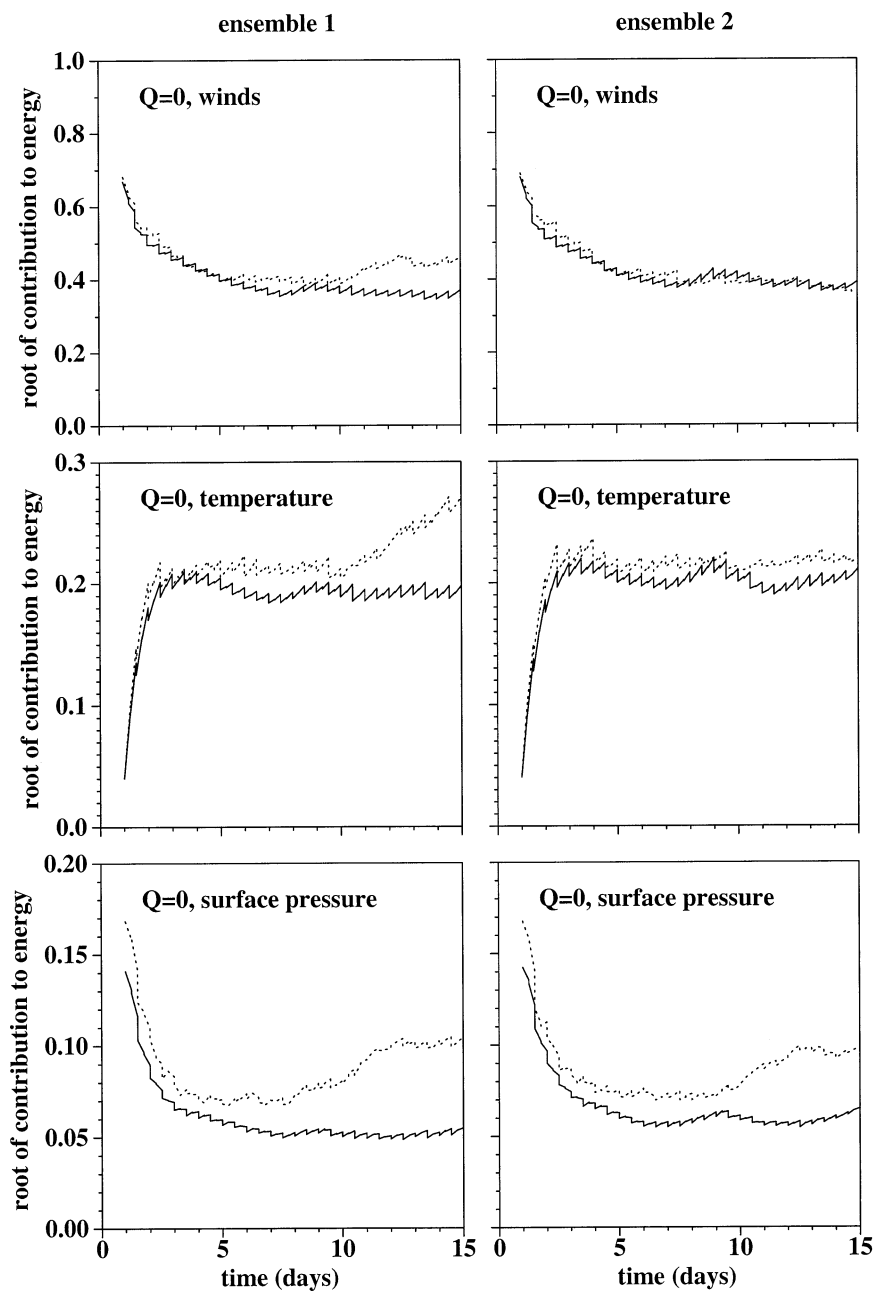 ensemble 1
ensemble 2
root of contribution to energy
1.0
0.8
0.6
0.4
0.2
0.0
Q=0, winds
Q=0, winds
root of contribution to energy
0.3
0.2
0.1
0.0
Q=0, temperature
Q=0, temperature
root of contribution to energy
0.20
0.15
0.10
0.05
0.00
Q=0, surface pressure
Q=0, surface pressure
0 5 10 15
0 5 10 15
time (days)
time (days)